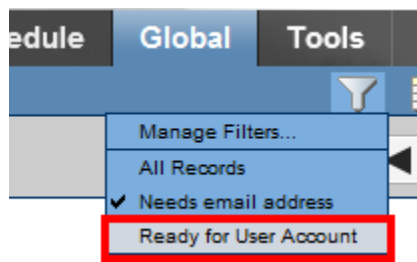 edule Global Tools
Manage Filters...
All Records
Needs email address
Ready for User Account